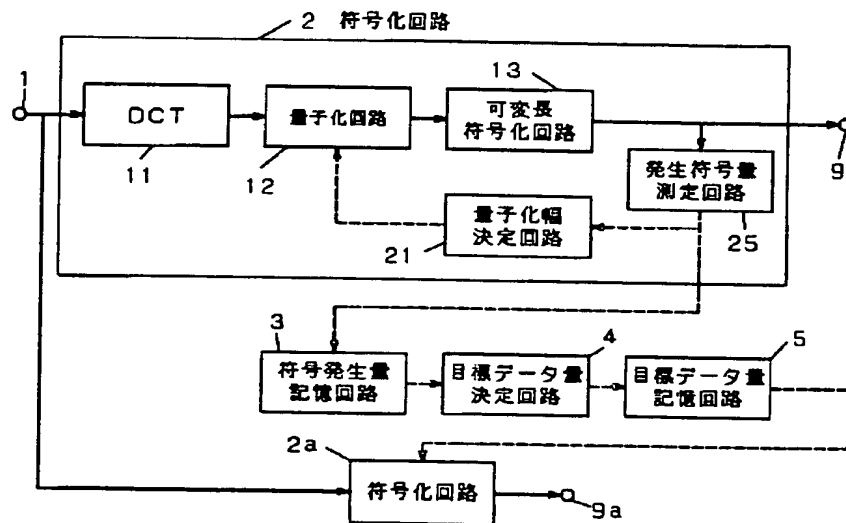 2 符号化回路
1
DCT
11
量子化回路
12
13
可変長
符号化回路
9
発生符号量
測定回路
25
量子化幅
決定回路
21
3
符号発生量
記憶回路
4
目標データ量
決定回路
5
目標データ量
記憶回路
2a
符号化回路
9a